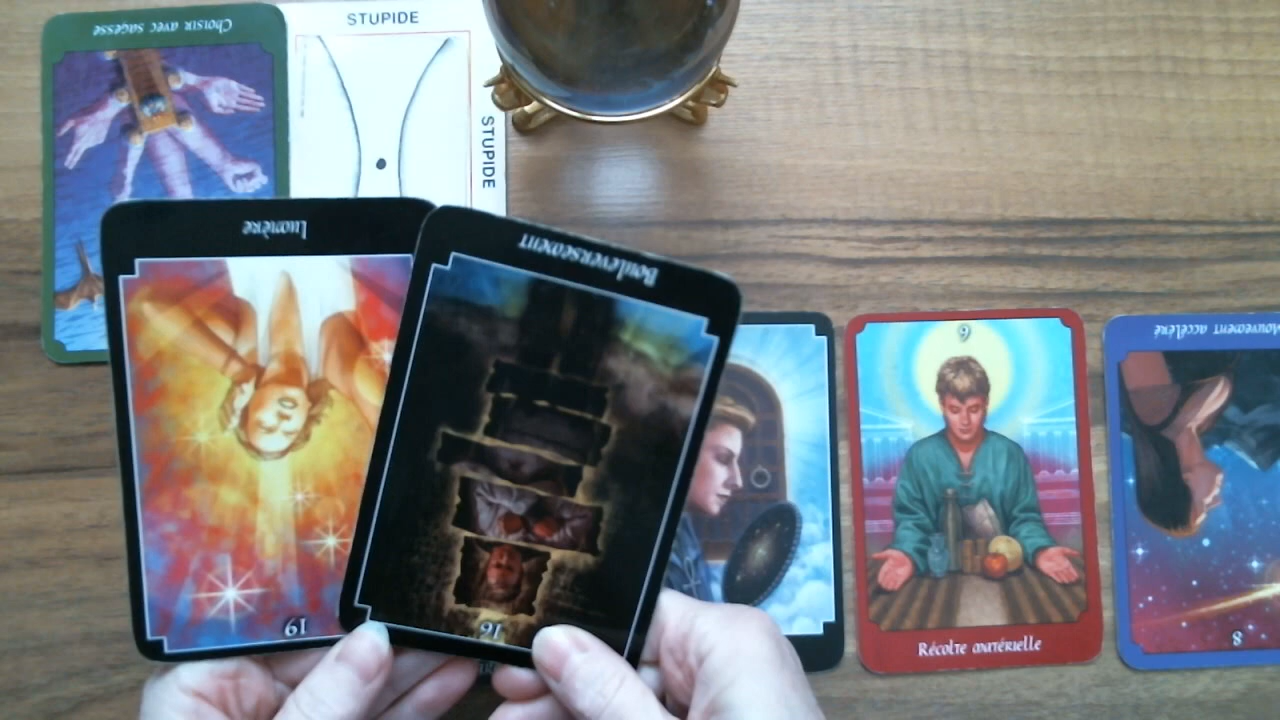 Choisir avec sagesse
STUPIDE
STUPIDE
Lumière
19
Bouleversement
16
9
Récolte matérielle
Mouvement accéléré
8